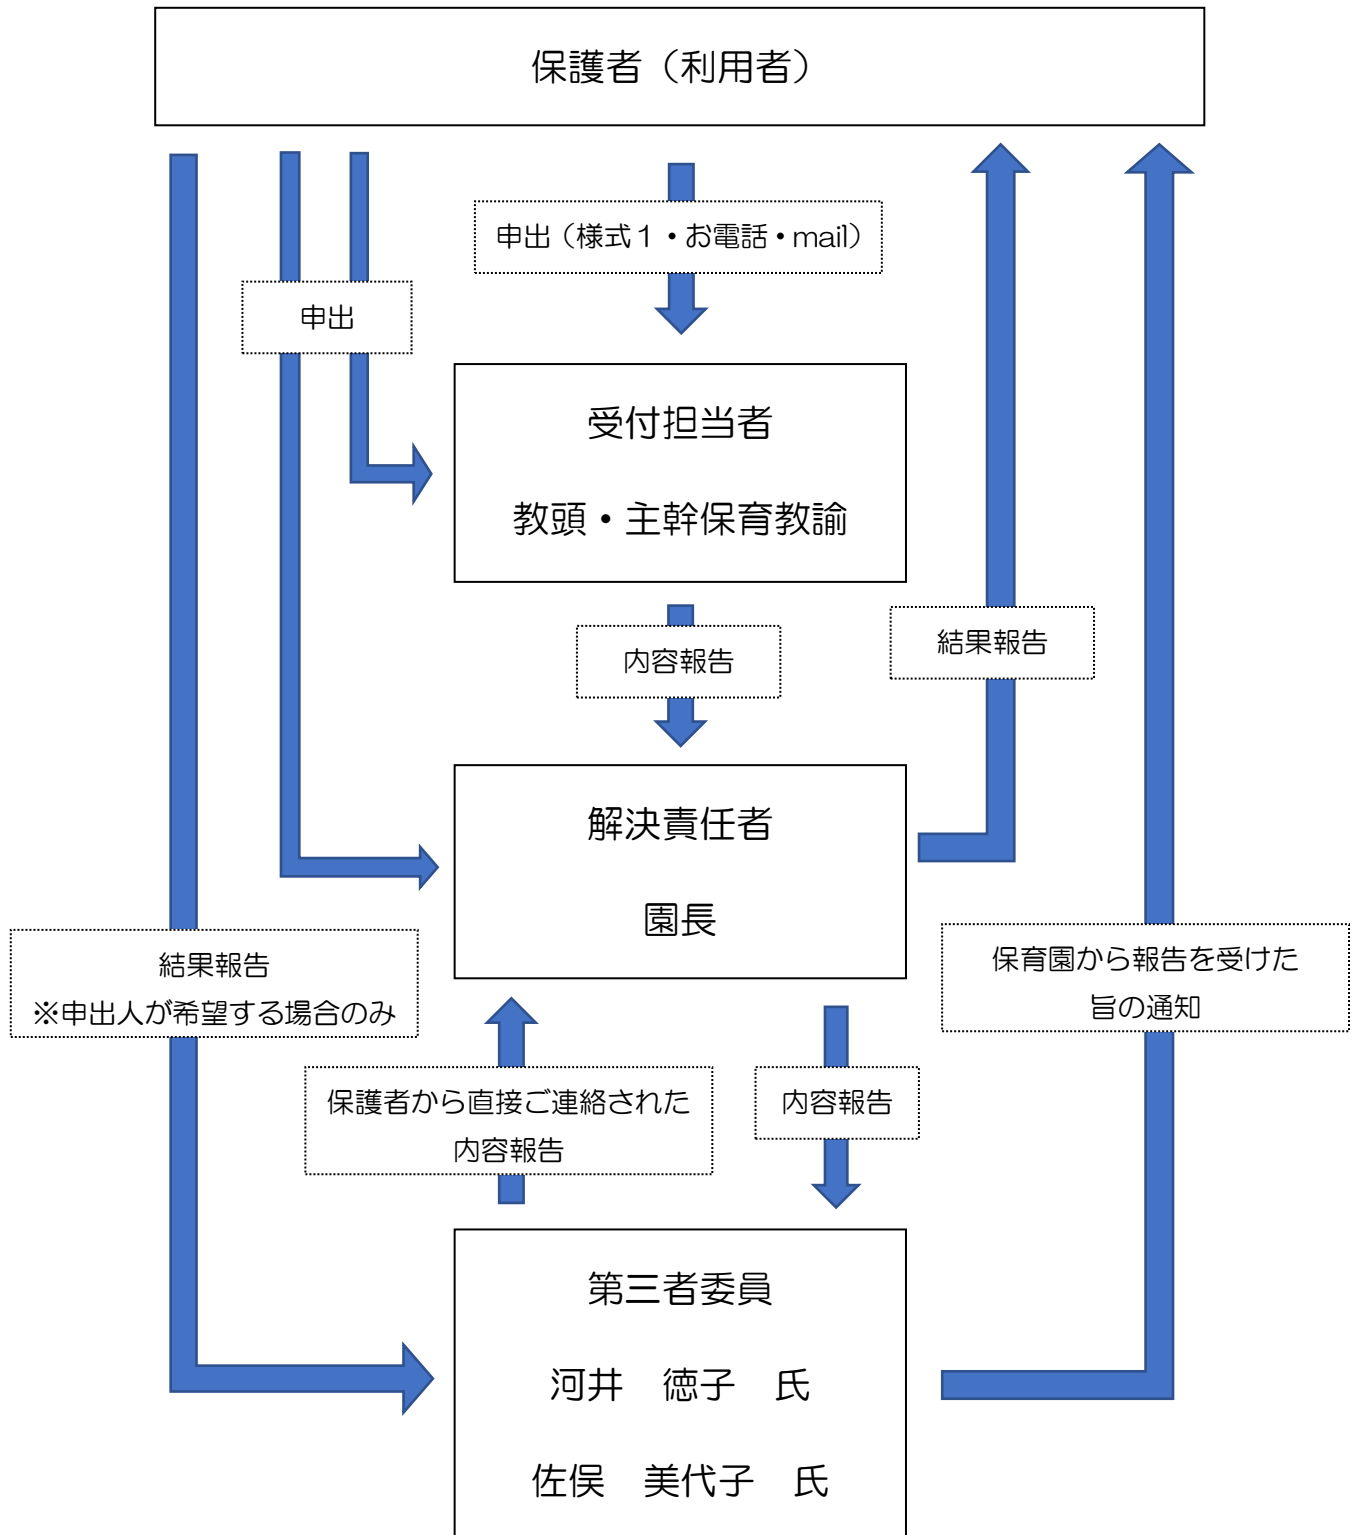 保護者（利用者）
申出（様式１・お電話・mail）
申出
受付担当者
教頭・主幹保育教諭
内容報告
結果報告
解決責任者
園長
結果報告
※申出人が希望する場合のみ
保育園から報告を受けた
旨の通知
保護者から直接ご連絡された
内容報告
内容報告
第三者委員
河井　徳子　氏
佐俣　美代子　氏